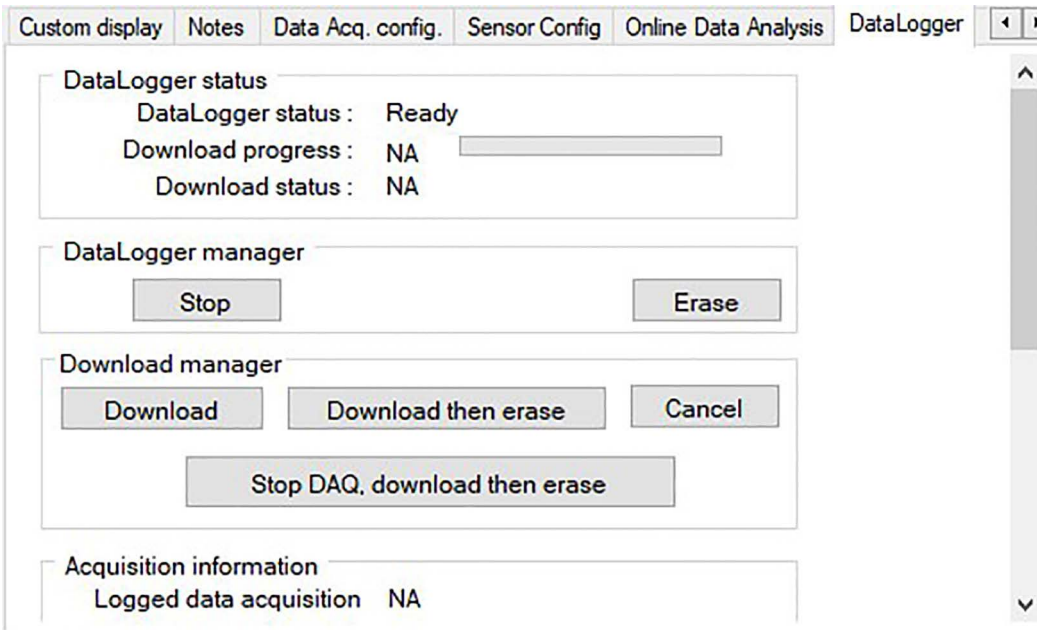 Custom display Notes Data Acq. config. Sensor Config Online Data Analysis DataLogger
DataLogger status
DataLogger status : Ready
Download progress : NA
Download status : NA
DataLogger manager
Stop Erase
Download manager
Download Download then erase Cancel
Stop DAQ, download then erase
Acquisition information
Logged data acquisition NA